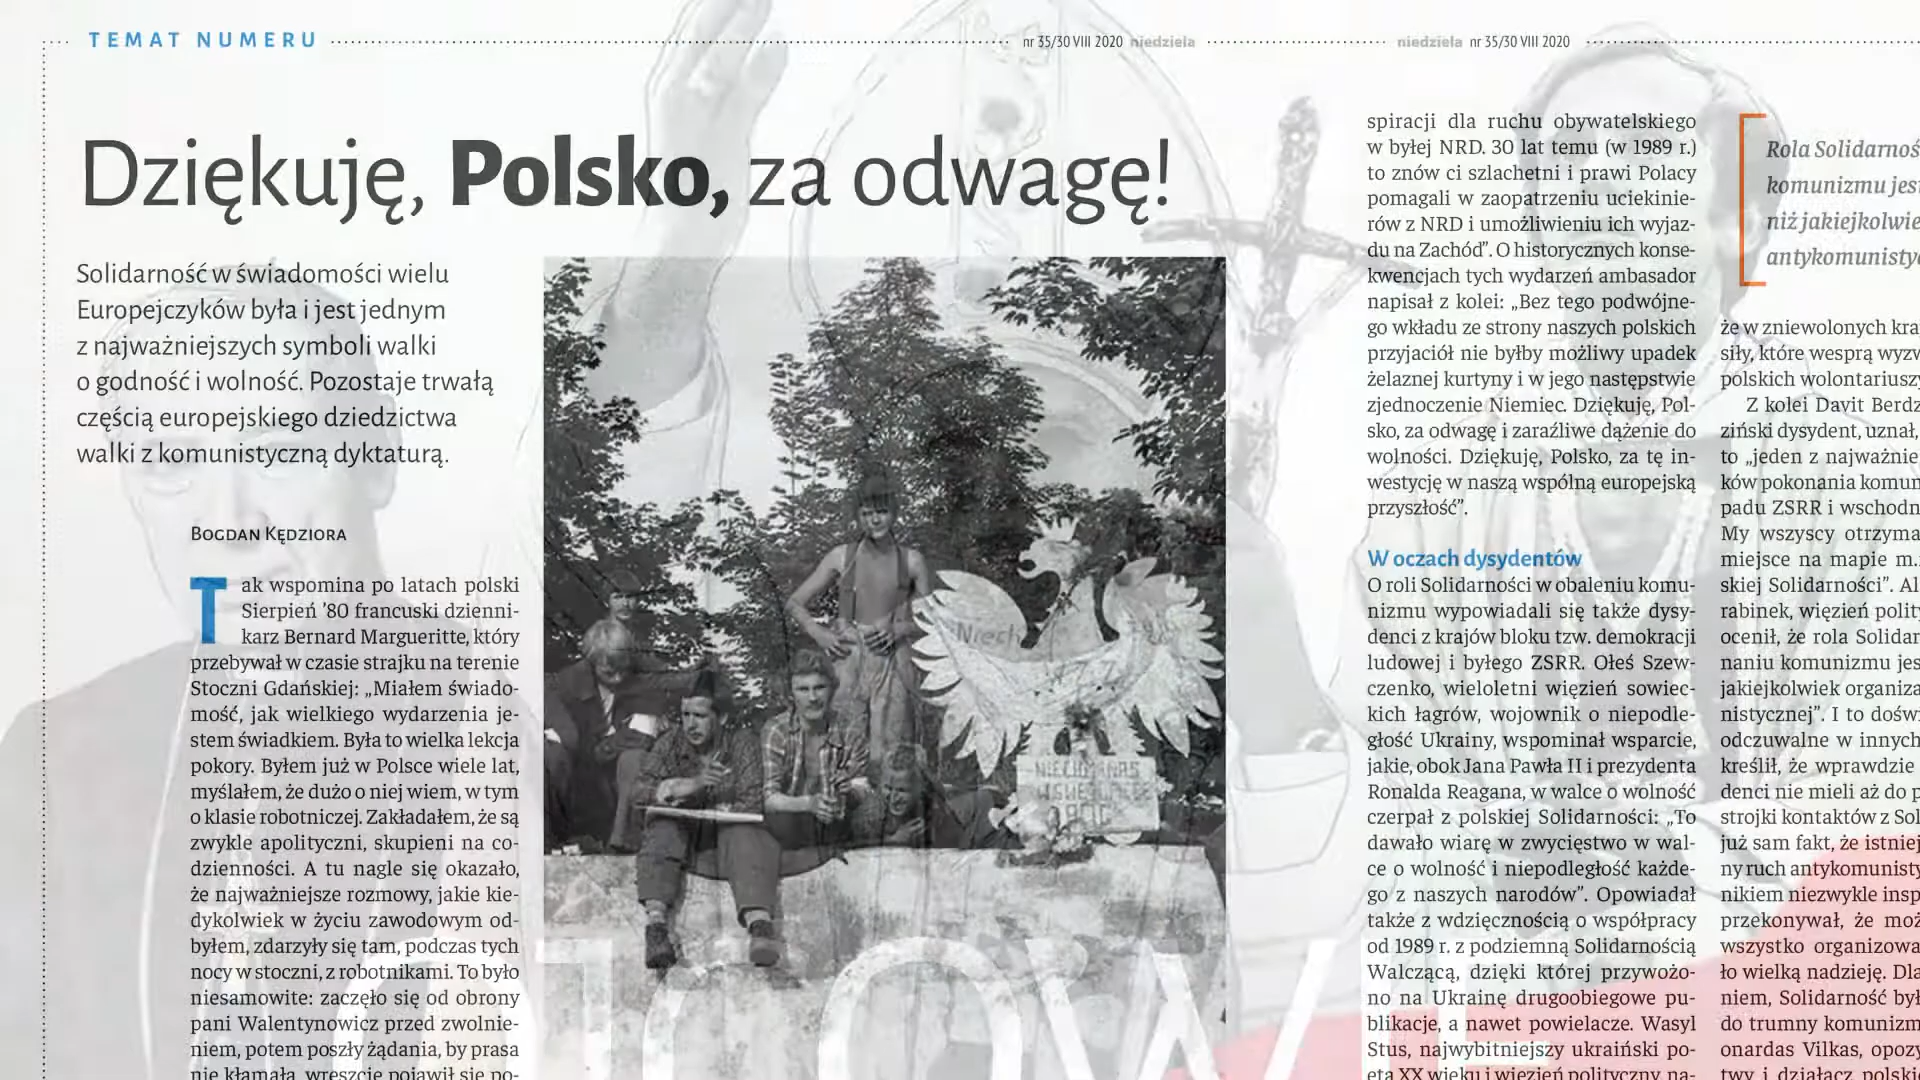 TEMAT NUMERU
nr 35/30 VIII 2020 niedziela
niedziela nr 35/30 VIII 2020
Dziękuję, Polsko, za odwagę!
Solidarność w świadomości wielu
Europejczyków była i jest jednym
z najważniejszych symboli walki
o godność i wolność. Pozostaje trwałą
częścią europejskiego dziedzictwa
walki z komunistyczną dyktaturą.
BOGDAN KĘDZIORA
Tak wspomina po latach polski
Sierpień ’80 francuski dzienni-
karz Bernard Margueritte, który
przebywał w czasie strajku na terenie
Stoczni Gdańskiej: „Miałem świado-
mość, jak wielkiego wydarzenia je-
stem świadkiem. Była to wielka lekcja
pokory. Byłem już w Polsce wiele lat,
myślałem, że dużo o niej wiem, w tym
o klasie robotniczej. Zakładałem, że są
zwykle apolityczni, skupieni na co-
dzienności. A tu nagle się okazało,
że najważniejsze rozmowy, jakie kie-
dykolwiek w życiu zawodowym od-
byłem, zdarzyły się tam, podczas tych
nocy w stoczni, z robotnikami. To było
niesamowite: zaczęło się od obrony
pani Walentynowicz przed zwolnie-
niem, potem poszły żądania, by prasa
nie kłamała, wreszcie pojawił się po-
Niech
spiracji dla ruchu obywatelskiego
w byłej NRD. 30 lat temu (w 1989 r.)
to znów ci szlachetni i prawi Polacy
pomagali w zaopatrzeniu uciekinie-
rów z NRD i umożliwieniu ich wyjaz-
du na Zachód”. O historycznych konse-
kwencjach tych wydarzeń ambasador
napisał z kolei: „Bez tego podwójne-
go wkładu ze strony naszych polskich
przyjaciół nie byłby możliwy upadek
żelaznej kurtyny i w jego następstwie
zjednoczenie Niemiec. Dziękuję, Pol-
sko, za odwagę i zaraźliwe dążenie do
wolności. Dziękuję, Polsko, za tę in-
westycję w naszą wspólną europejską
przyszłość”.
W oczach dysydentów
O roli Solidarności w obaleniu komu-
nizmu wypowiadali się także dysy-
denci z krajów bloku tzw. demokracji
ludowej i byłego ZSRR. Ołeś Szew-
czenko, wieloletni więzień sowiec-
kich łagrów, wojownik o niepodle-
głość Ukrainy, wspominał wsparcie,
jakie, obok Jana Pawła II i prezydenta
Ronalda Reagana, w walce o wolność
czerpał z polskiej Solidarności: „To
dawało wiarę w zwycięstwo w wal-
ce o wolność i niepodległość każde-
go z naszych narodów”. Opowiadał
także z wdzięcznością o współpracy
od 1989 r. z podziemną Solidarnością
Walczącą, dzięki której przywożo-
no na Ukrainę drugoobiegowe pu-
blikacje, a nawet powielacze. Wasyl
Stus, najwybitniejszy ukraiński po-
eta XX wieku i więzień polityczny, na-
Rola Solidarnoś
komunizmu jes
niż jakiejkolwie
antykomunisty
że w zniewolonych kra
siły, które wesprą wyzw
polskich wolontariuszy
Z kolei Davit Berdz
ziński dysydent, uznał,
to „jeden z najważnie
ków pokonania komun
padu ZSRR i wschodn
My wszyscy otrzyma
miejsce na mapie m.
skiej Solidarności”. Al
rabinek, więzień polity
ocenił, że rola Solidar
naniu komunizmu jes
jakiejkolwiek organiza
nistycznej”. I to dośw
odczuwalne w innych
kreślił, że wprawdzie
denci nie mieli aż do p
strojki kontaktów z Sol
już sam fakt, że istniej
ny ruch antykomunisty
nikiem niezwykle insp
przekonywał, że moż
wszystko organizowa
ło wielką nadzieję. Dla
niem, Solidarność był
do trumny komunizm
onardas Vilkas, opozy
twy i działacz polski